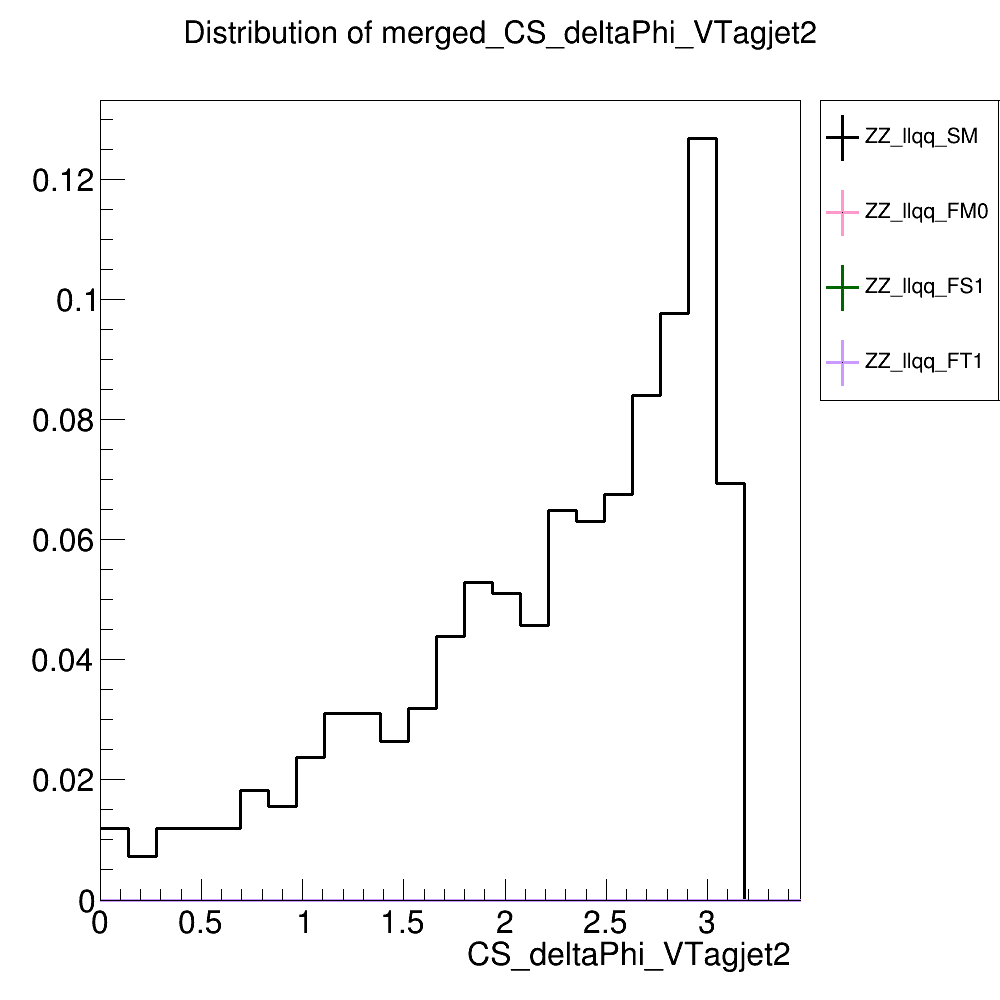 Distribution of merged_CS_deltaPhi_VTagjet2
ZZ_llqq_SM
ZZ_llqq_FM0
ZZ_llqq_FS1
ZZ_llqq_FT1
0.12
0.1
0.08
0.06
0.04
0.02
0
0 0.5 1 1.5 2 2.5 3
CS_deltaPhi_VTagjet2